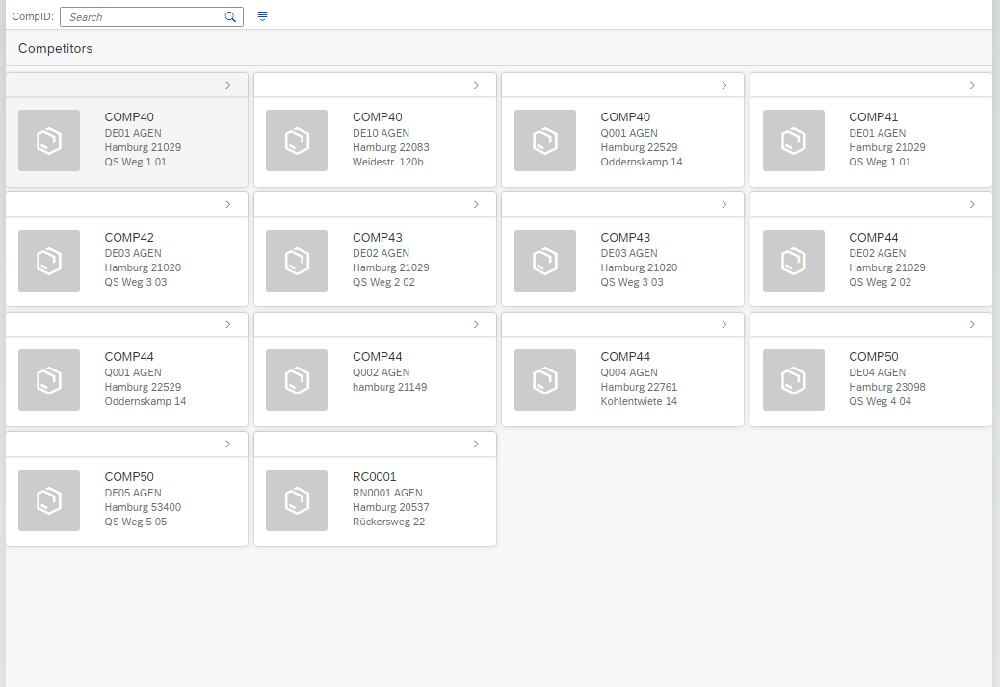 CompID:
Search
Competitors
COMP40
DE01 AGEN
Hamburg 21029
QS Weg 1 01
COMP40
DE10 AGEN
Hamburg 22083
Weidestr. 120b
COMP40
Q001 AGEN
Hamburg 22529
Oddernskamp 14
COMP41
DE01 AGEN
Hamburg 21029
QS Weg 1 01
COMP42
DE03 AGEN
Hamburg 21020
QS Weg 3 03
COMP43
DE02 AGEN
Hamburg 21029
QS Weg 2 02
COMP43
DE03 AGEN
Hamburg 21020
QS Weg 3 03
COMP44
DE02 AGEN
Hamburg 21029
QS Weg 2 02
COMP44
Q001 AGEN
Hamburg 22529
Oddernskamp 14
COMP44
Q002 AGEN
hamburg 21149
COMP44
Q004 AGEN
Hamburg 22761
Kohlentwiete 14
COMP50
DE04 AGEN
Hamburg 23098
QS Weg 4 04
COMP50
DE05 AGEN
Hamburg 53400
QS Weg 5 05
RC0001
RN0001 AGEN
Hamburg 20537
Rückersweg 22